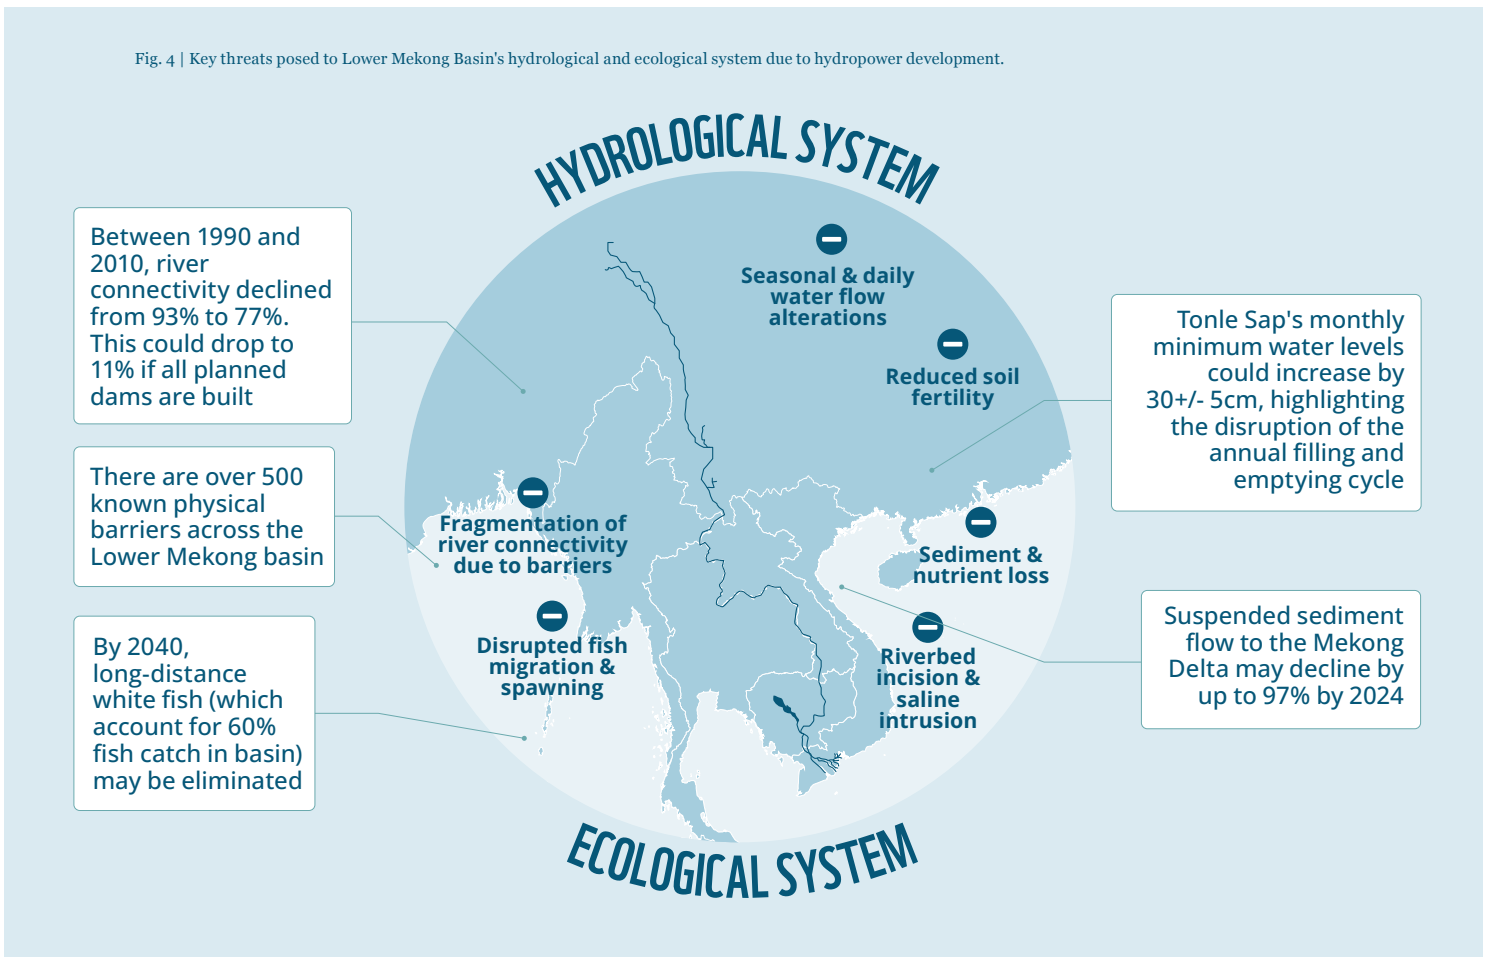 Fig. 4 | Key threats posed to Lower Mekong Basin's hydrological and ecological system due to hydropower development.
HYDROLOGICAL SYSTEM
Between 1990 and
2010, river
connectivity declined
from 93% to 77%.
This could drop to
11% if all planned
dams are built
There are over 500
known physical
barriers across the
Lower Mekong basin
By 2040,
long-distance
white fish (which
account for 60%
fish catch in basin)
may be eliminated
Seasonal & daily
water flow
alterations
Reduced soil
fertility
Fragmentation of
river connectivity
due to barriers
Disrupted fish
migration &
spawning
Sediment &
nutrient loss
Riverbed
incision &
saline
intrusion
Tonle Sap's monthly
minimum water levels
could increase by
30+/- 5cm, highlighting
the disruption of the
annual filling and
emptying cycle
Suspended sediment
flow to the Mekong
Delta may decline by
up to 97% by 2024
ECOLOGICAL SYSTEM